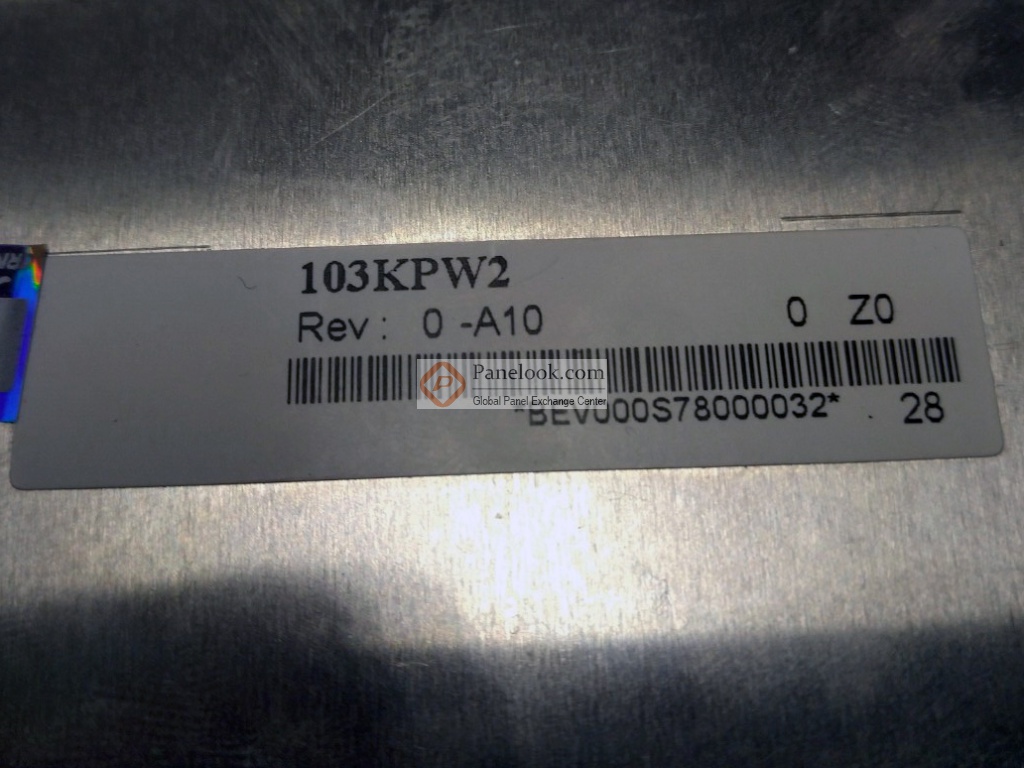 103KPW2
Rev : 0 -A10 0 Z0
Panelook.com
Global Panel Exchange Center
*BEV000S78000032* . 28